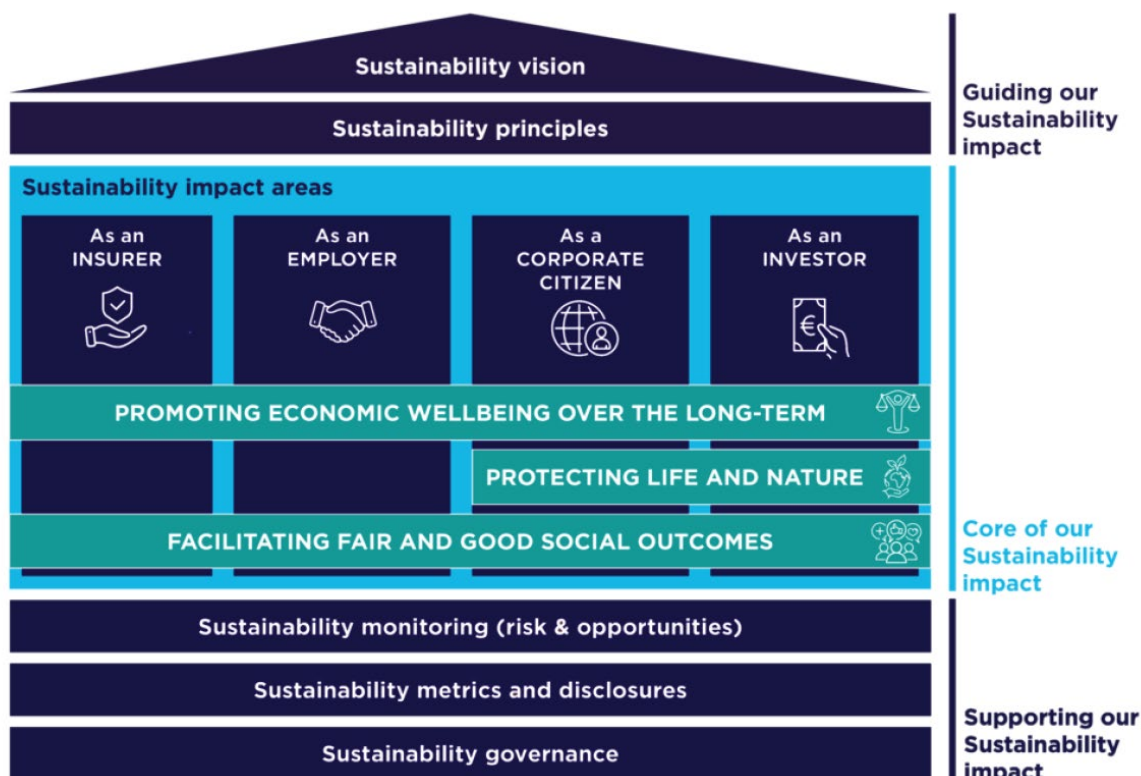 Sustainability vision
Sustainability principles
Guiding our
Sustainability
impact
Sustainability impact areas
As an
INSURER
As an
EMPLOYER
As a
CORPORATE
CITIZEN
As an
INVESTOR
€
PROMOTING ECONOMIC WELLBEING OVER THE LONG-TERM
PROTECTING LIFE AND NATURE
FACILITATING FAIR AND GOOD SOCIAL OUTCOMES
Core of our
Sustainability
impact
Sustainability monitoring (risk & opportunities)
Sustainability metrics and disclosures
Sustainability governance
Supporting our
Sustainability
impact